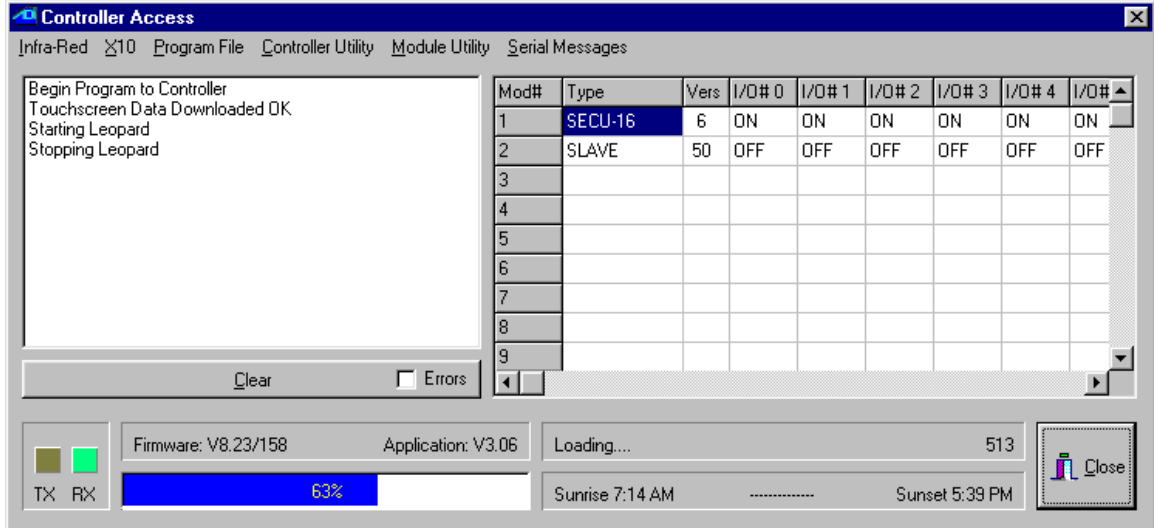 Controller Access
Infra-Red X10 Program File Controller Utility Module Utility Serial Messages
Begin Program to Controller
Touchscreen Data Downloaded OK
Starting Leopard
Stopping Leopard
Clear Errors
Mod# Type Vers I/O# 0 I/O# 1 I/O# 2 I/O# 3 I/O# 4 I/O#
1 SECU-16 6 ON ON ON ON ON ON
2 SLAVE 50 OFF OFF OFF OFF OFF OFF
3
4
5
6
7
8
9
TX RX
Firmware: V8.23/158 Application: V3.06
63%
Loading.... 513
Sunrise 7:14 AM -------------- Sunset 5:39 PM
Close